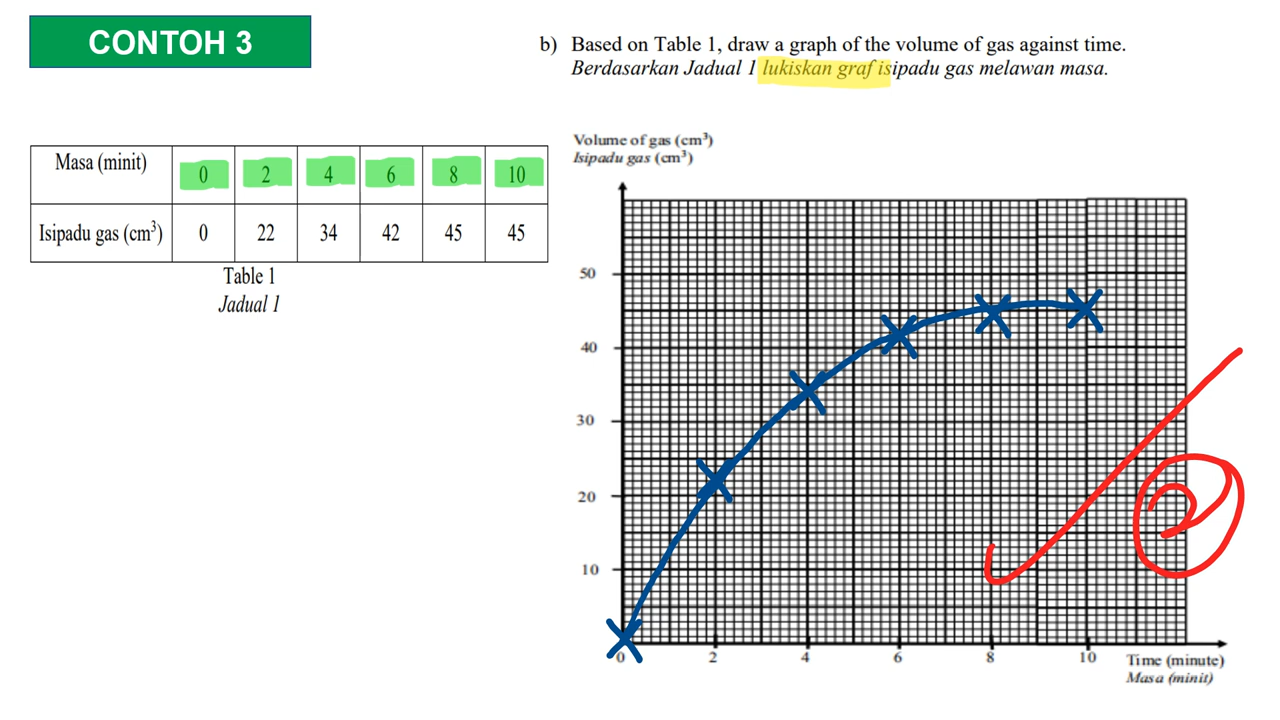 CONTOH 3
b) Based on Table 1, draw a graph of the volume of gas against time.
Berdasarkan Jadual 1 lukiskan graf isipadu gas melawan masa.
Masa (minit) 0 2 4 6 8 10
Isipadu gas (cm³) 0 22 34 42 45 45
Table 1
Jadual 1
Volume of gas (cm³)
Isipadu gas (cm³)
50
40
30
20
10
0 2 4 6 8 10
Time (minute)
Masa (minit)
2